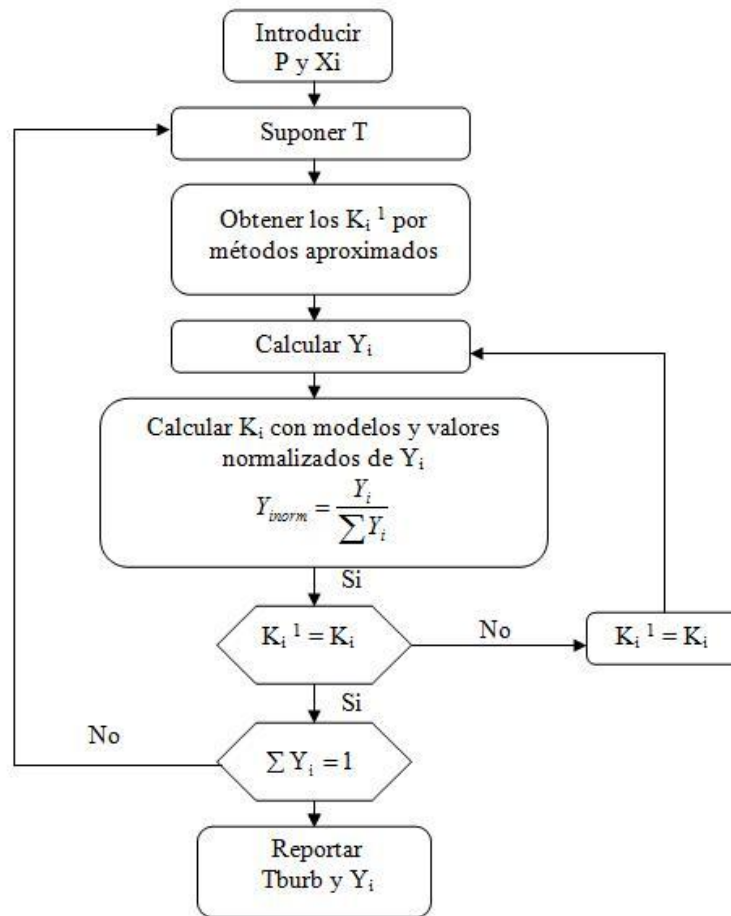 Introducir
P y Xi
Suponer T
Obtener los Kᵢ ¹ por
métodos aproximados
Calcular Yᵢ
Calcular Kᵢ con modelos y valores
normalizados de Yᵢ
Y_inorm = Yᵢ / ∑ Yᵢ
Si
Kᵢ ¹ = Kᵢ
No
Kᵢ ¹ = Kᵢ
Si
No
∑ Yᵢ = 1
Reportar
Tburb y Yᵢ